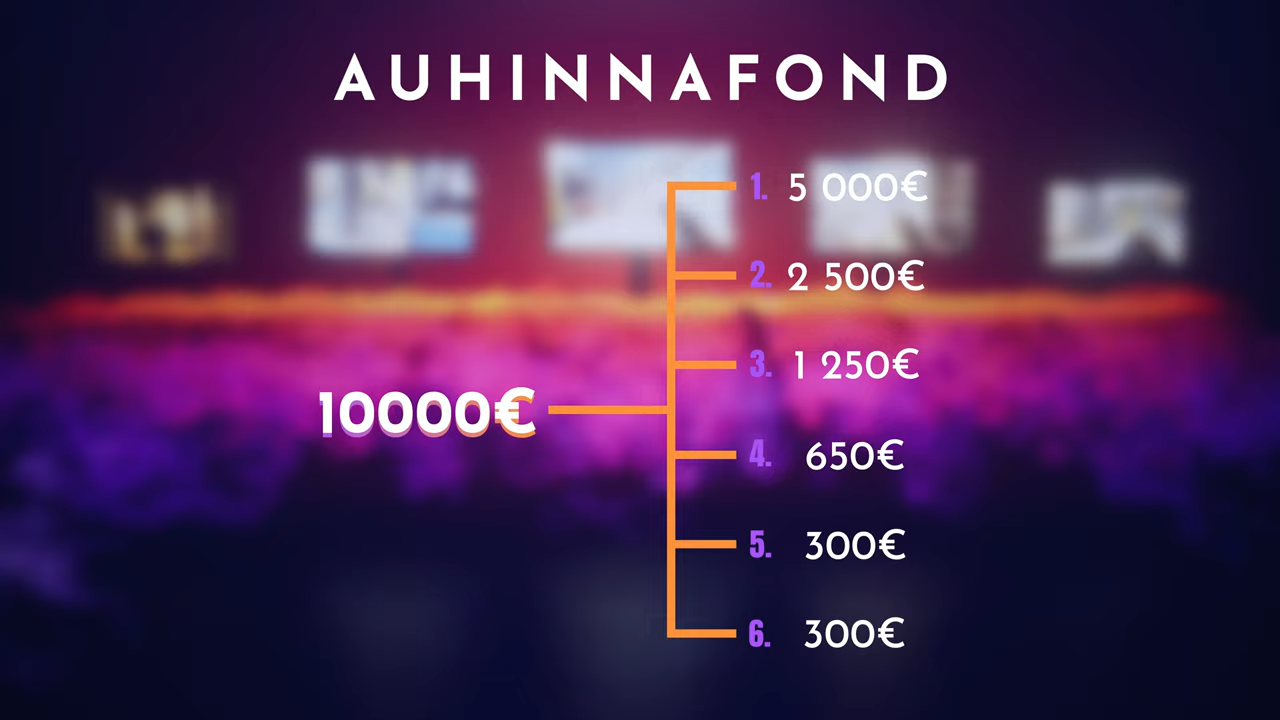 AUHINNAFOND
10000€
1. 5 000€
2. 2 500€
3. 1 250€
4. 650€
5. 300€
6. 300€